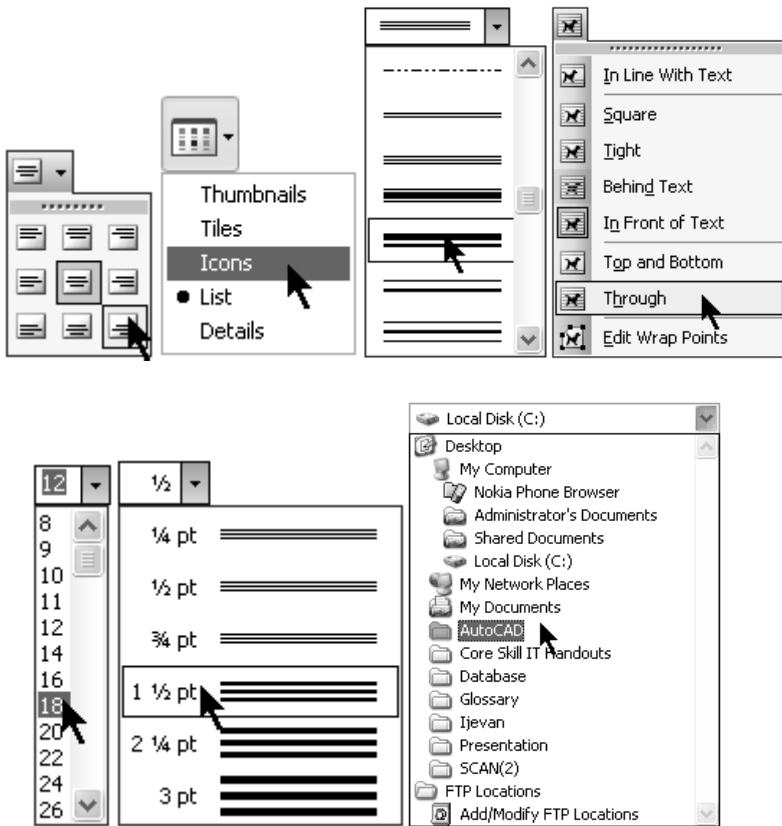 Thumbnails
Tiles
Icons
List
Details
In Line With Text
Square
Tight
Behind Text
In Front of Text
Top and Bottom
Through
Edit Wrap Points
12
8
9
10
11
12
14
16
18
20
22
24
26
½
¼ pt
½ pt
¾ pt
1 ½ pt
2 ¼ pt
3 pt
Local Disk (C:)
Desktop
My Computer
Nokia Phone Browser
Administrator's Documents
Shared Documents
Local Disk (C:)
My Network Places
My Documents
AutoCAD
Core Skill IT Handouts
Database
Glossary
Ijevan
Presentation
SCAN(2)
FTP Locations
Add/Modify FTP Locations